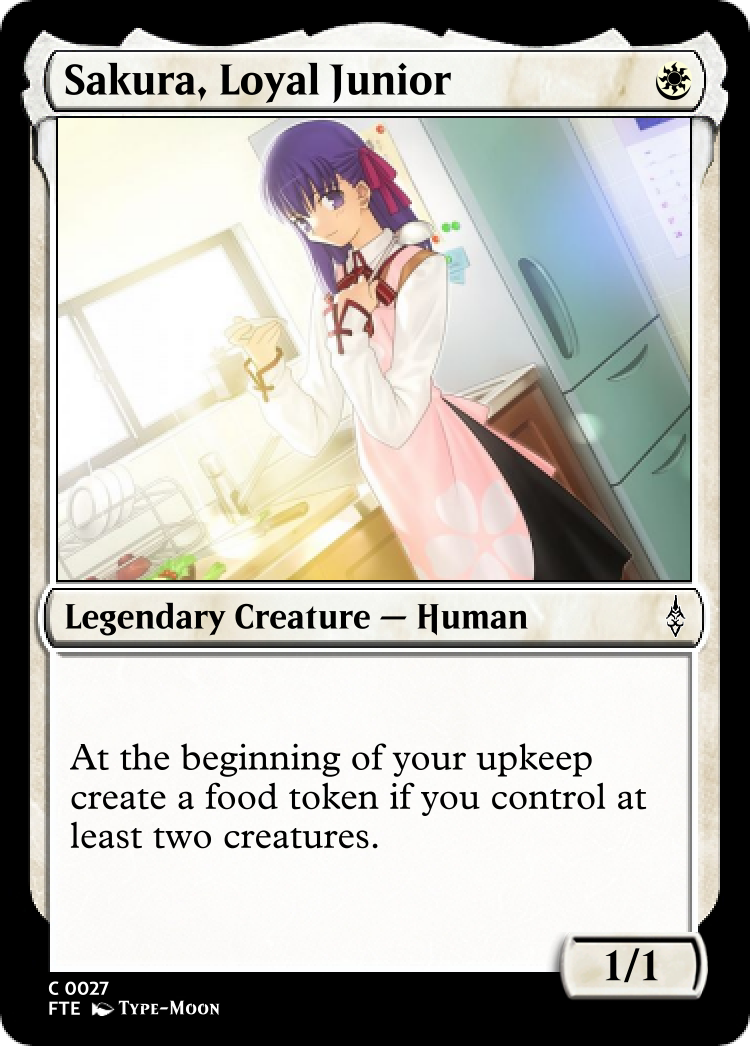 Sakura, Loyal Junior
Legendary Creature — Human
At the beginning of your upkeep
create a food token if you control at
least two creatures.
1/1
C 0027
FTE Type-Moon